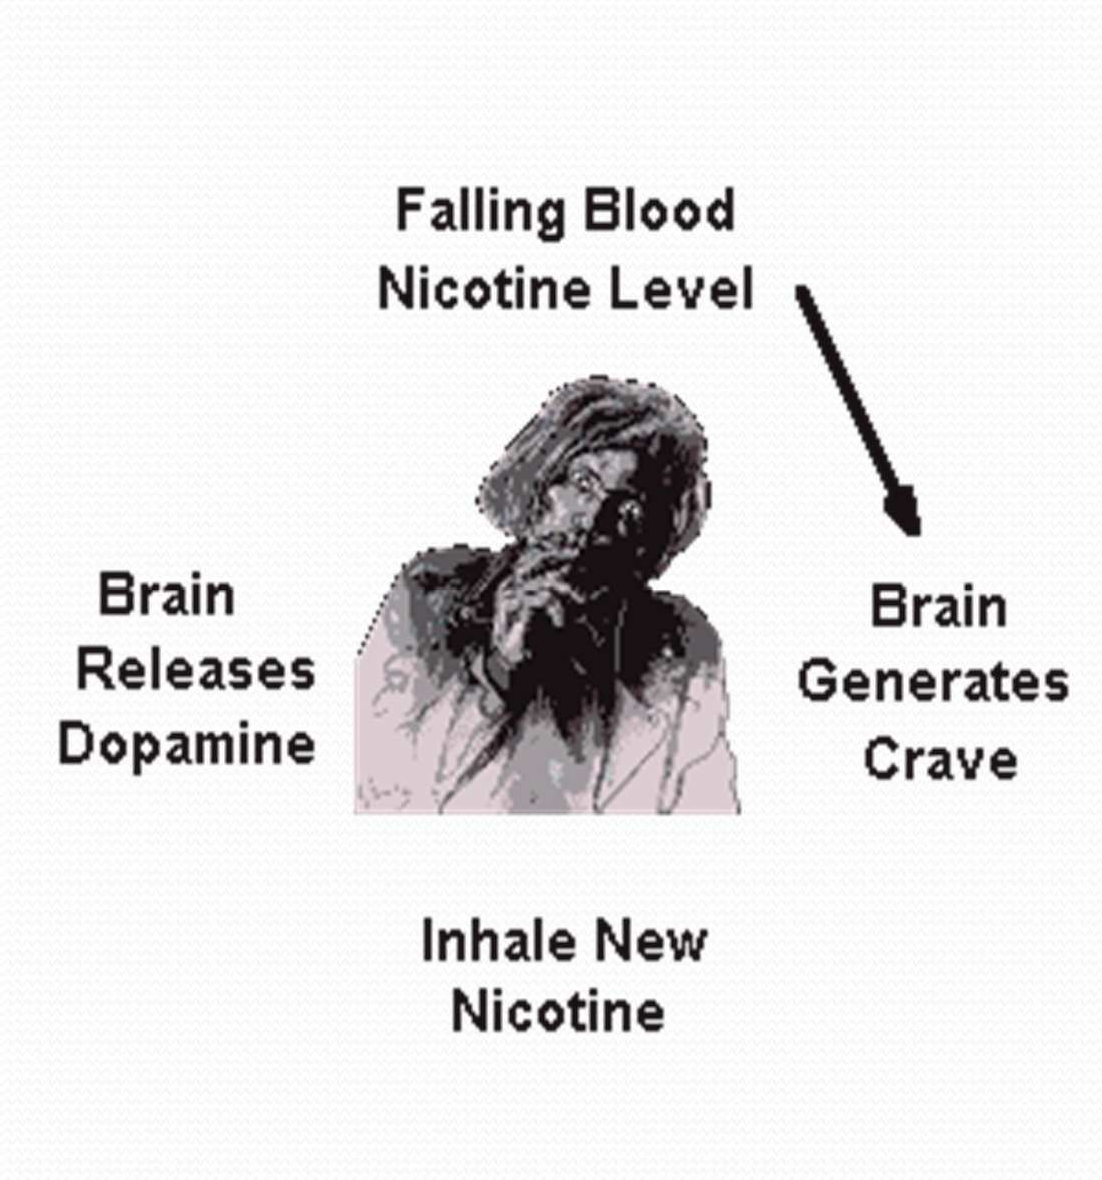 Falling Blood
Nicotine Level
Brain
Releases
Dopamine
Brain
Generates
Crave
Inhale New
Nicotine